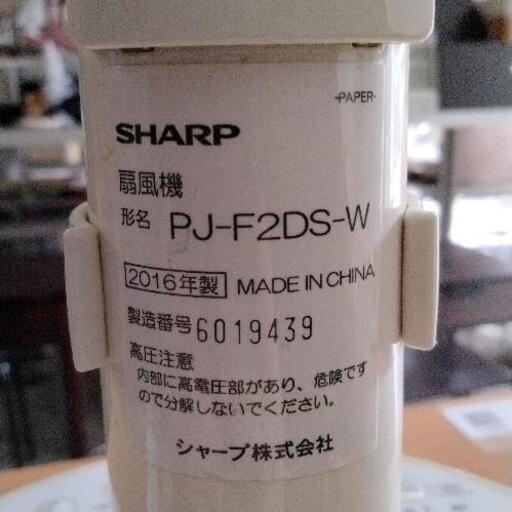 -PAPER-
SHARP
扇風機
形名 PJ-F2DS-W
2016年製 MADE IN CHINA
製造番号 6019439
高圧注意
内部に高電圧部があり、危険です
ので分解しないでください。
シャープ株式会社